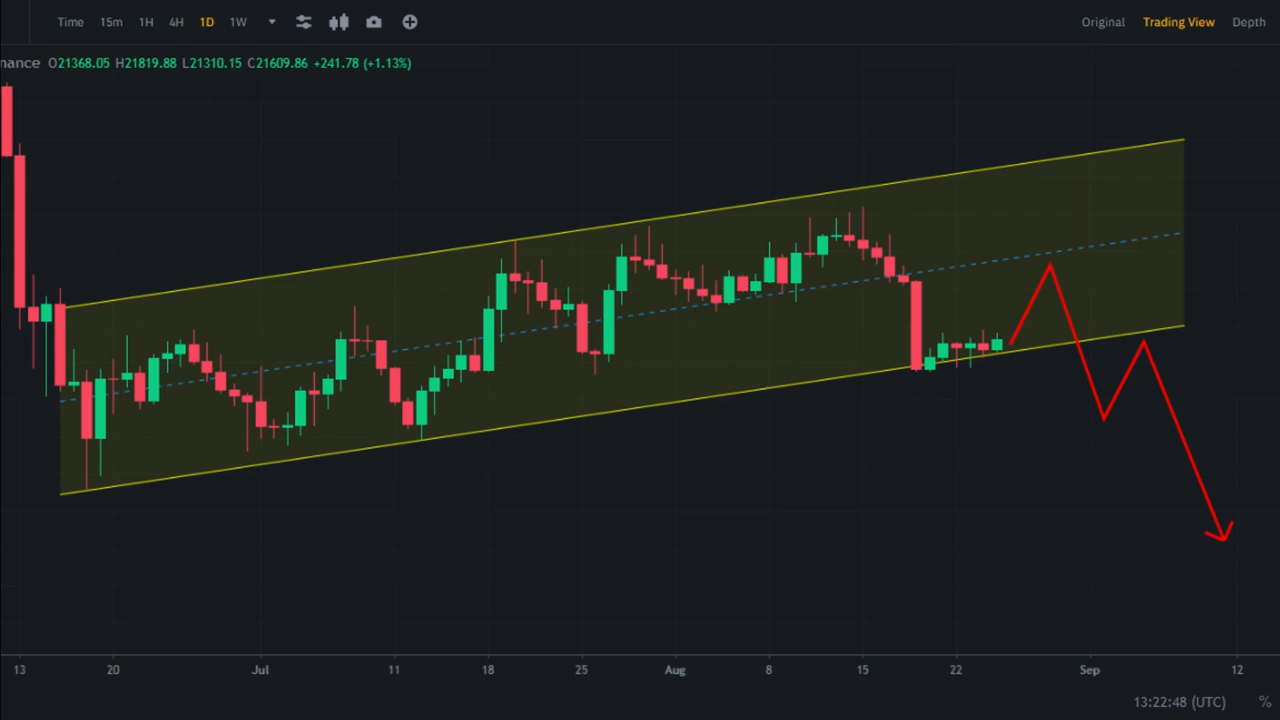 Time 15m 1H 4H 1D 1W Original Trading View Depth
nance O21368.05 H21819.88 L21310.15 C21609.86 +241.78 (+1.13%)
13 20 Jul 11 18 25 Aug 8 15 22 Sep 12
13:22:48 (UTC) %